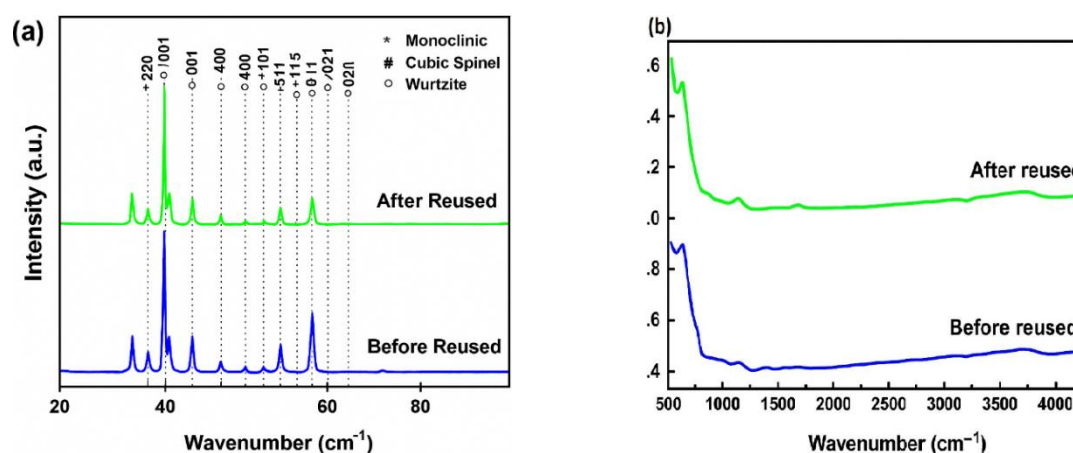 (a)
* Monoclinic
# Cubic Spinel
○ Wurtzite
+220
○/001
○ 001
○ 400
○ 400
○ +101
+511
○ +115
○ 011
○ /021
Intensity (a.u.)
After Reused
Before Reused
20 40 60 80
Wavenumber (cm⁻¹)
(b)
.6
.2
.0
.8
.6
.4
After reused
Before reused
500 1000 1500 2000 2500 3000 3500 4000
Wavenumber (cm⁻¹)